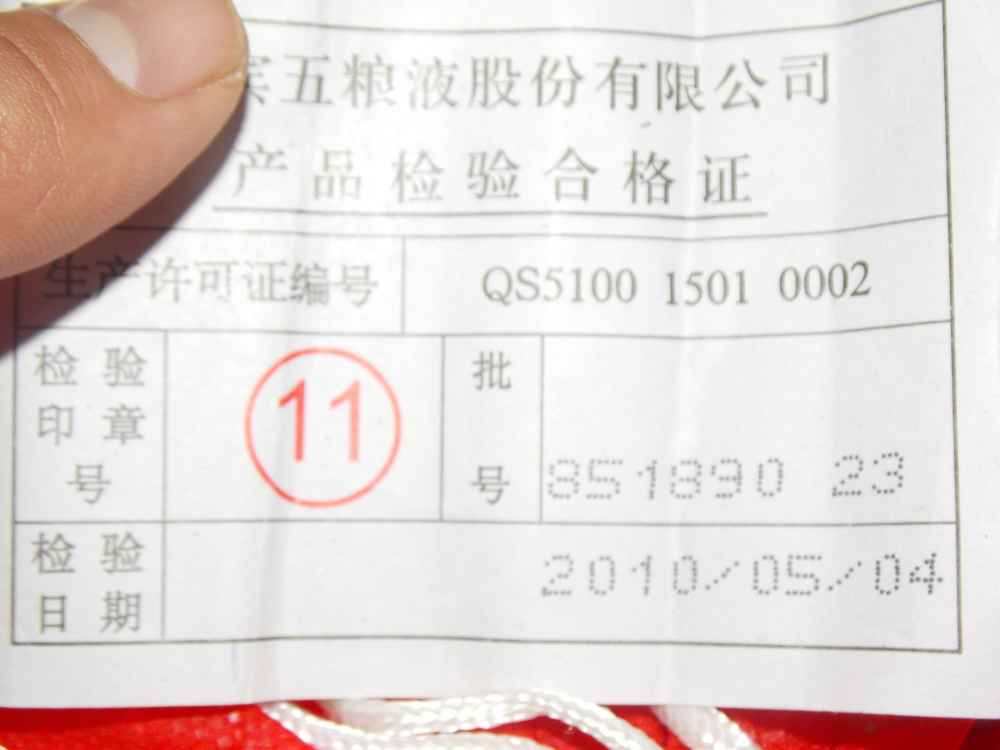 宾五粮液股份有限公司
产品检验合格证
生产许可证编号 QS5100 1501 0002
检验印章号 11 批号 851890 23
检验日期 2010/05/04